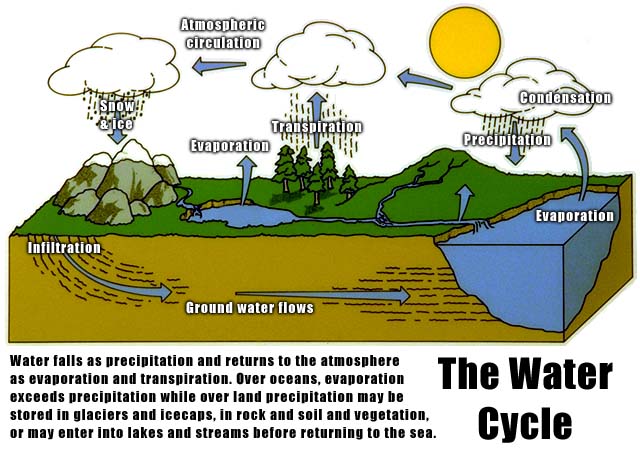 Atmospheric
circulation
Snow
& ice
Transpiration
Evaporation
Condensation
Precipitation
Evaporation
Infiltration
Ground water flows
Water falls as precipitation and returns to the atmosphere
as evaporation and transpiration. Over oceans, evaporation
exceeds precipitation while over land precipitation may be
stored in glaciers and icecaps, in rock and soil and vegetation,
or may enter into lakes and streams before returning to the sea.
The Water
Cycle